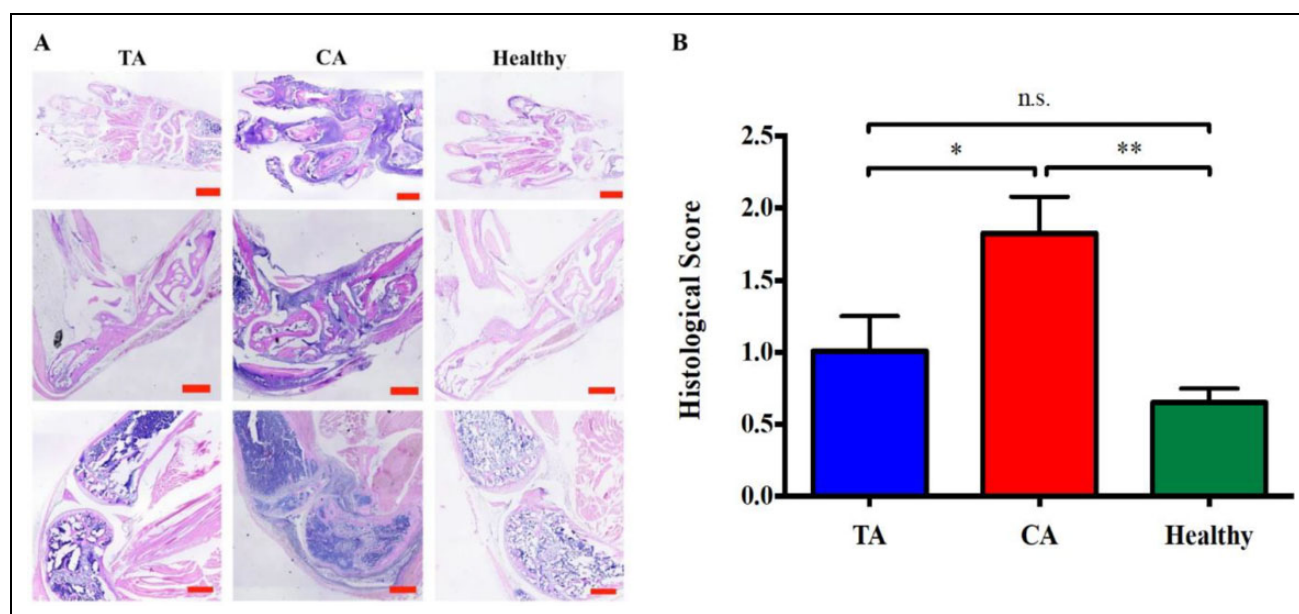 A
TA CA Healthy
B
n.s.
* **
2.5
2.0
1.5
1.0
0.5
0.0
Histological Score
TA CA Healthy